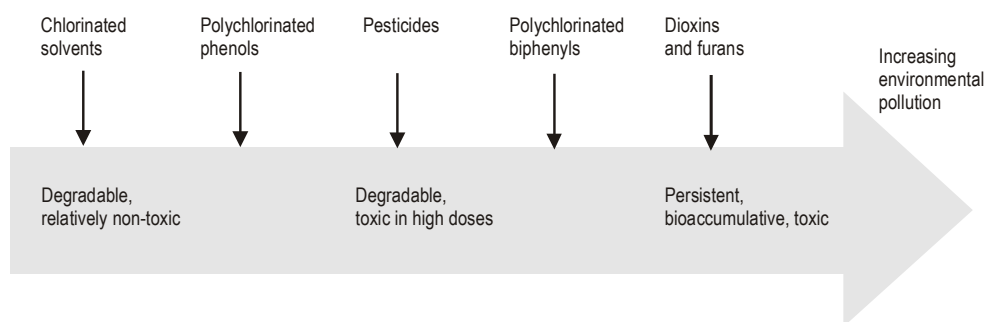 Chlorinated
solvents
Polychlorinated
phenols
Pesticides
Polychlorinated
biphenyls
Dioxins
and furans
Increasing
environmental
pollution
Degradable,
relatively non-toxic
Degradable,
toxic in high doses
Persistent,
bioaccumulative, toxic